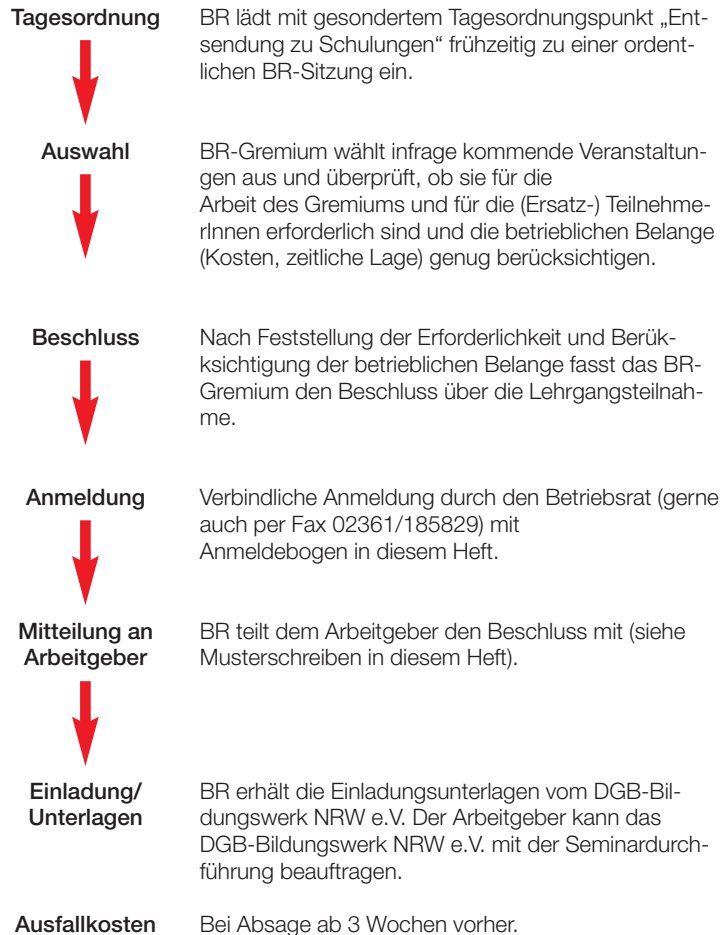 Tagesordnung BR lädt mit gesondertem Tagesordnungspunkt „Ent-
sendung zu Schulungen“ frühzeitig zu einer ordent-
lichen BR-Sitzung ein.
Auswahl BR-Gremium wählt infrage kommende Veranstaltun-
gen aus und überprüft, ob sie für die
Arbeit des Gremiums und für die (Ersatz-) Teilnehme-
rInnen erforderlich sind und die betrieblichen Belange
(Kosten, zeitliche Lage) genug berücksichtigen.
Beschluss Nach Feststellung der Erforderlichkeit und Berük-
ksichtigung der betrieblichen Belange fasst das BR-
Gremium den Beschluss über die Lehrgangsteilnah-
me.
Anmeldung Verbindliche Anmeldung durch den Betriebsrat (gerne
auch per Fax 02361/185829) mit
Anmeldebogen in diesem Heft.
Mitteilung an BR teilt dem Arbeitgeber den Beschluss mit (siehe
Arbeitgeber Musterschreiben in diesem Heft).
Einladung/ BR erhält die Einladungsunterlagen vom DGB-Bil-
Unterlagen dungswerk NRW e.V. Der Arbeitgeber kann das
DGB-Bildungswerk NRW e.V. mit der Seminardurch-
führung beauftragen.
Ausfallkosten Bei Absage ab 3 Wochen vorher.